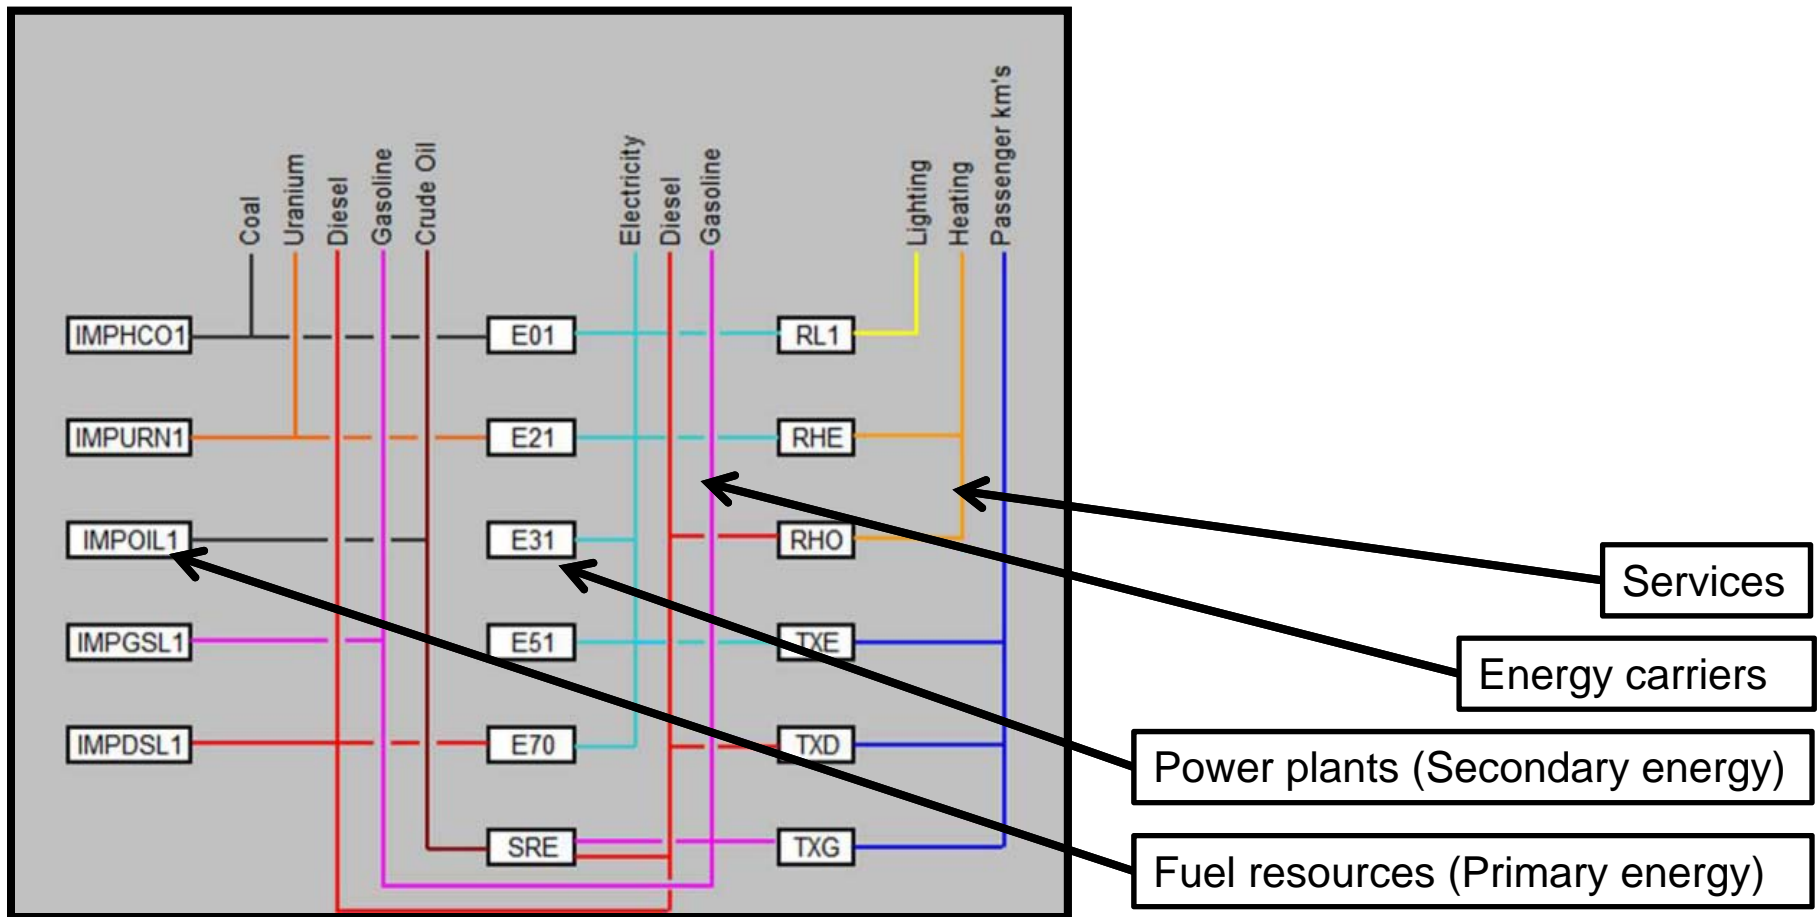 Coal
Uranium
Diesel
Gasoline
Crude Oil
Electricity
Diesel
Gasoline
Lighting
Heating
Passenger km's
IMPHCO1
E01
RL1
IMPURN1
E21
RHE
IMPOIL1
E31
RHO
IMPGSL1
E51
TXE
IMPDSL1
E70
TXD
SRE
TXG
Services
Energy carriers
Power plants (Secondary energy)
Fuel resources (Primary energy)